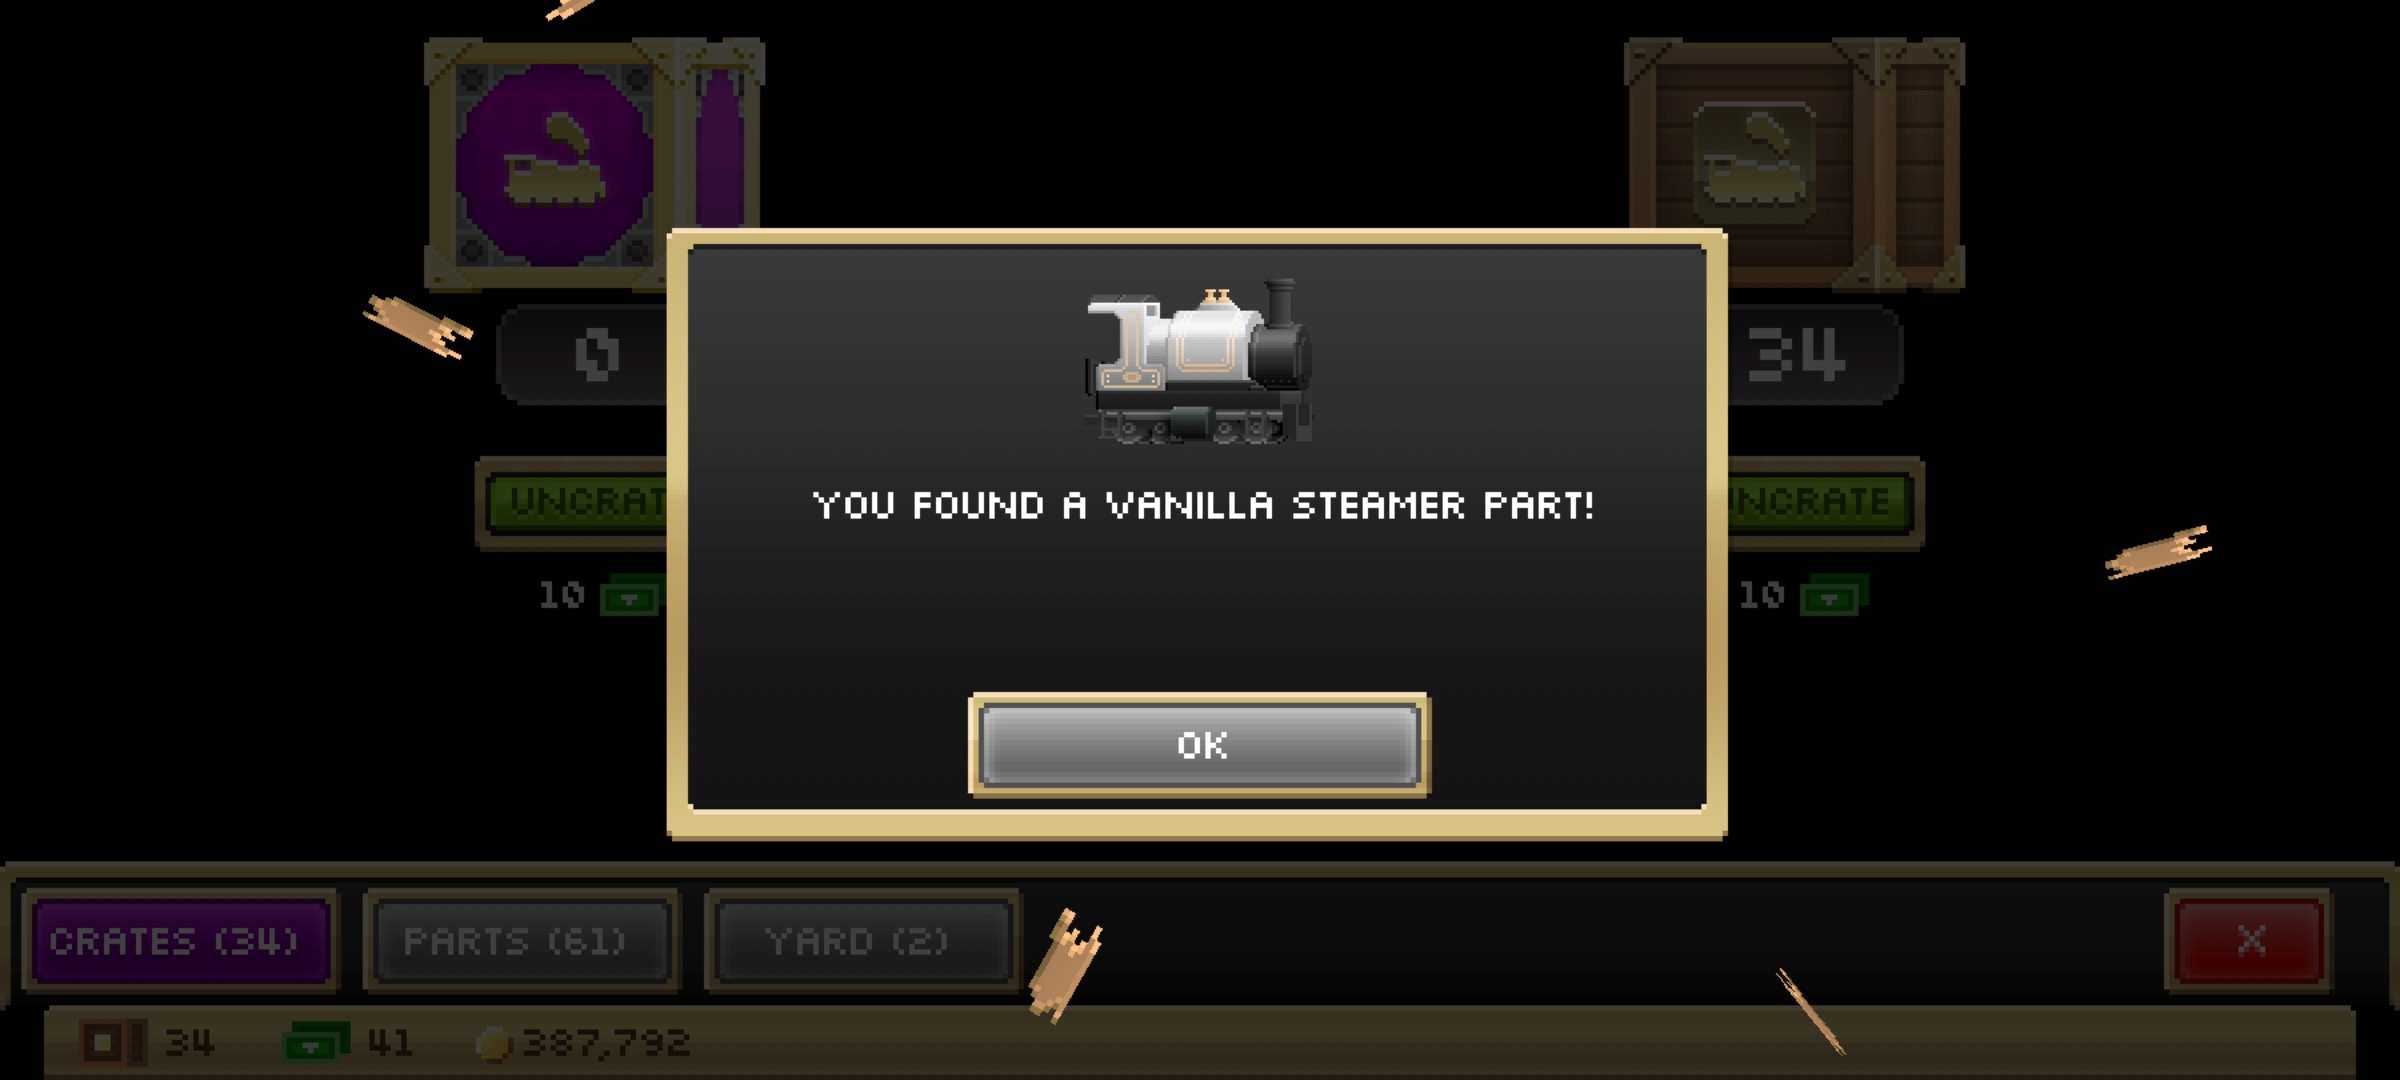 0
34
YOU FOUND A VANILLA STEAMER PART!
UNCRAT
NCRATE
10
10
OK
CRATES (34)
PARTS (61)
YARD (2)
X
34
41
387,792